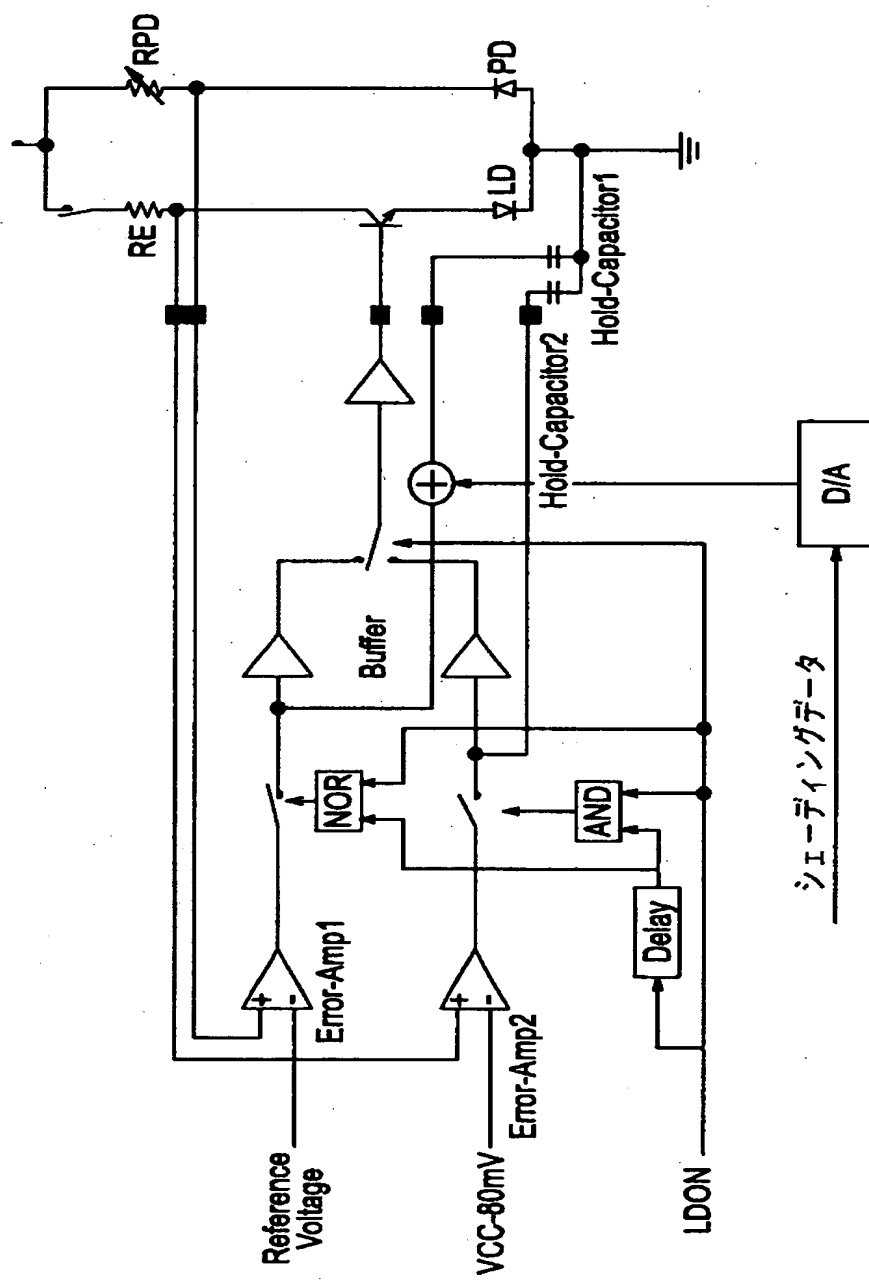 Reference
Voltage
VCC-80mV
LDON
Error-Amp1
Error-Amp2
+
-
+
-
Delay
NOR
AND
Buffer
+
シェーディングデータ
D/A
Hold-Capacitor2
Hold-Capacitor1
RE
RPD
LD
PD